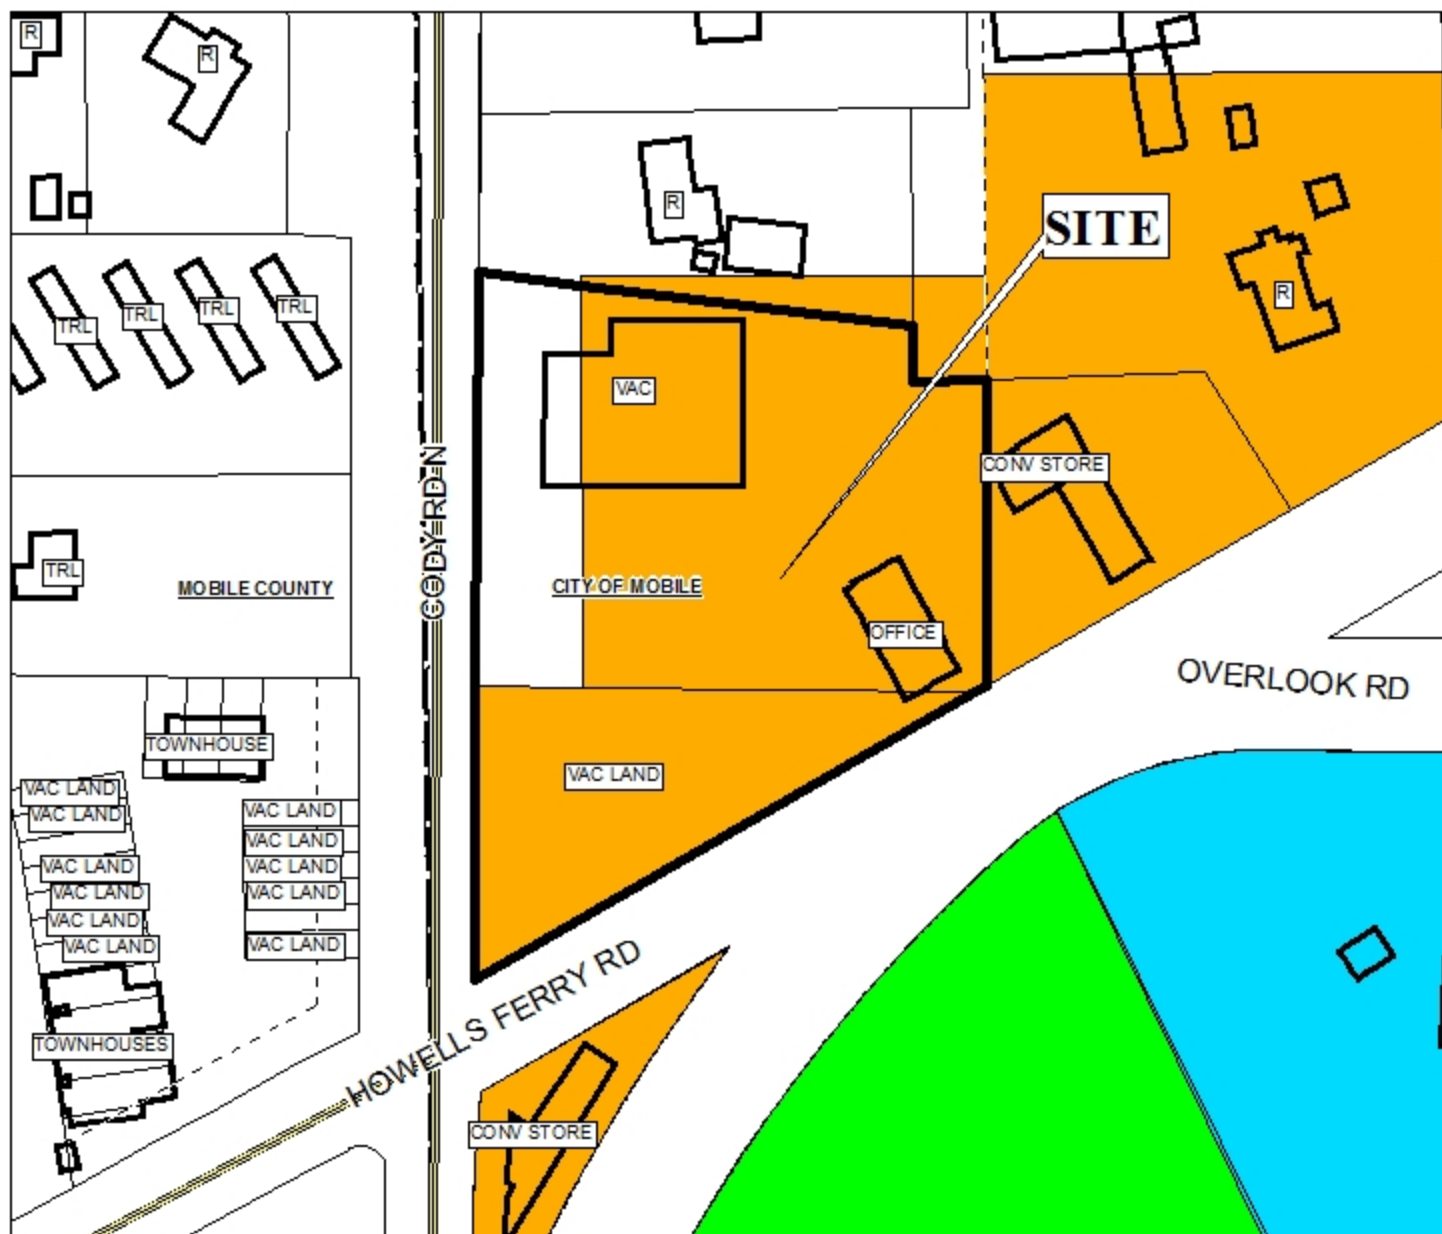 R
R
SITE
R
R
TRL
TRL
TRL
TRL
VAC
CONV STORE
CODY RD N
TRL
MOBILE COUNTY
CITY OF MOBILE
OFFICE
OVERLOOK RD
TOWNHOUSE
VAC LAND
VAC LAND
VAC LAND
VAC LAND
VAC LAND
VAC LAND
VAC LAND
VAC LAND
VAC LAND
VAC LAND
VAC LAND
VAC LAND
HOWELLS FERRY RD
TOWNHOUSES
CONV STORE